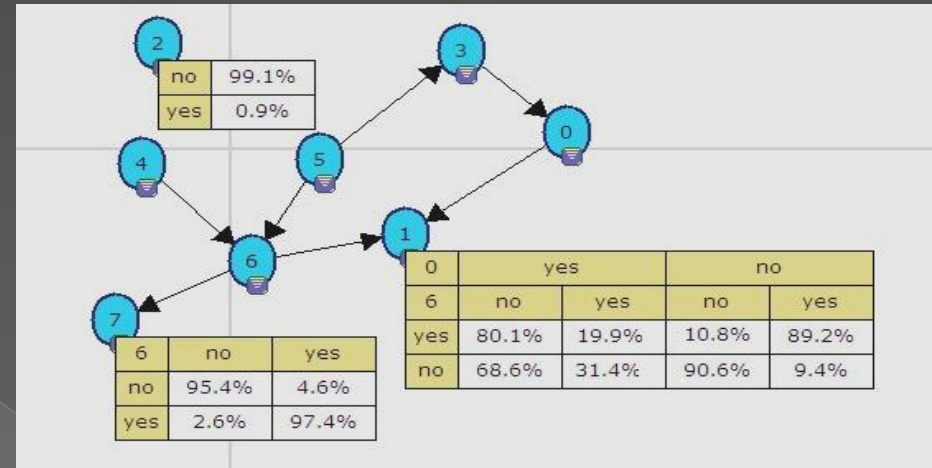 2
3
no 99.1%
yes 0.9%
0
4
5
1
6
0 yes no
6 no yes no yes
yes 80.1% 19.9% 10.8% 89.2%
no 68.6% 31.4% 90.6% 9.4%
7
6 no yes
no 95.4% 4.6%
yes 2.6% 97.4%